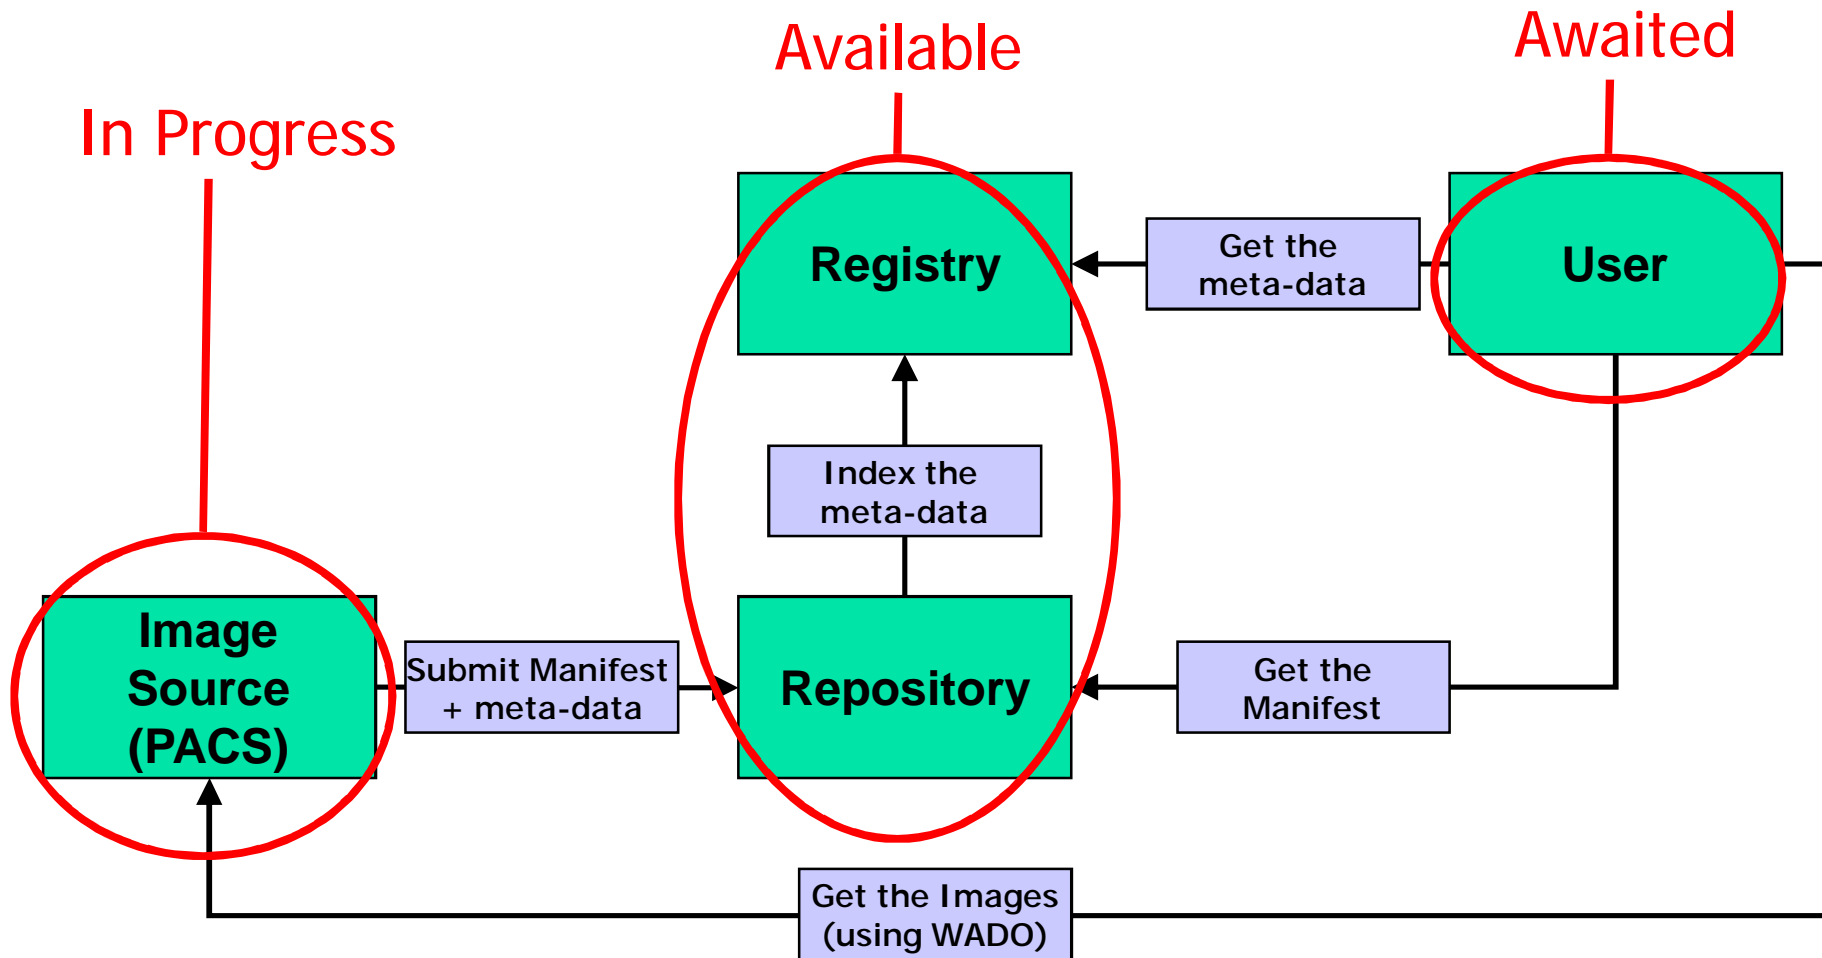 Available
Awaited
In Progress
Registry
Get the
meta-data
User
Index the
meta-data
Image
Source
(PACS)
Submit Manifest
+ meta-data
Repository
Get the
Manifest
Get the Images
(using WADO)